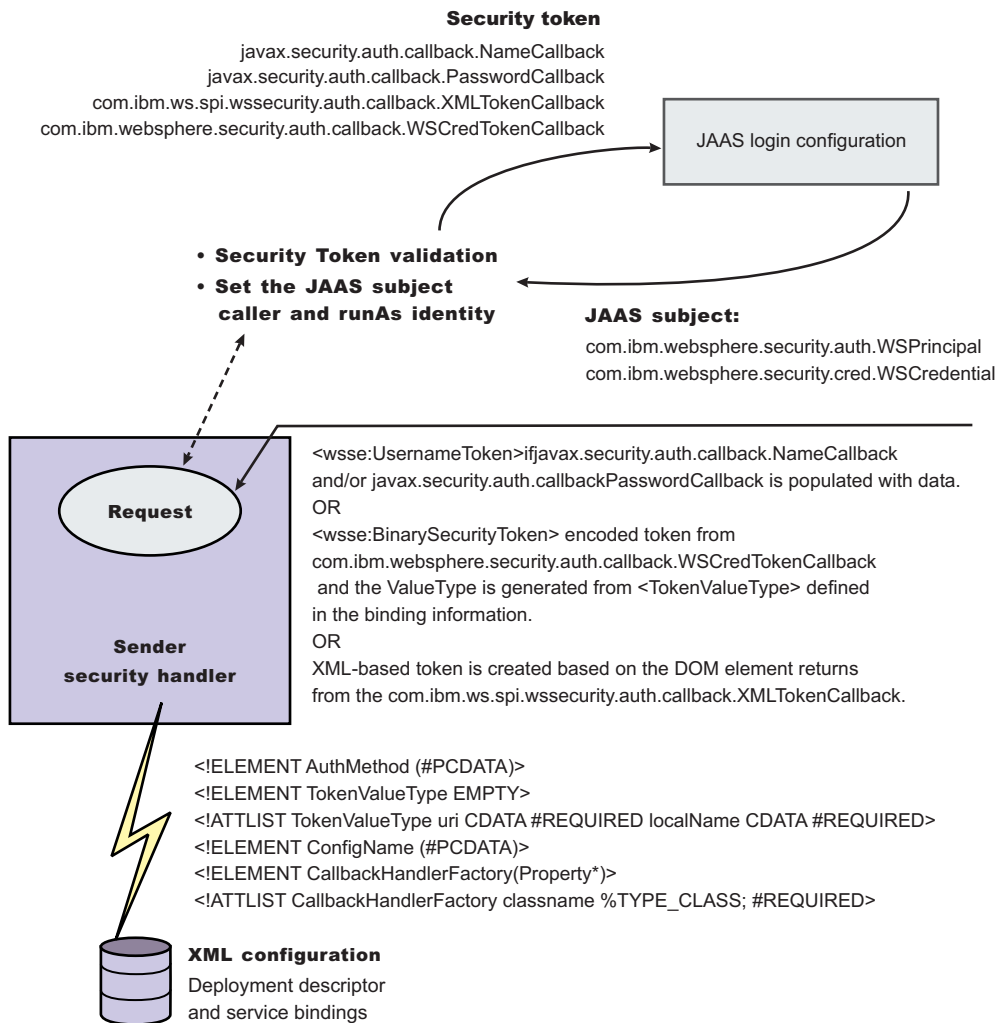 Security token
javax.security.auth.callback.NameCallback
javax.security.auth.callback.PasswordCallback
com.ibm.ws.spi.wssecurity.auth.callback.XMLTokenCallback
com.ibm.websphere.security.auth.callback.WSCredTokenCallback
JAAS login configuration
• Security Token validation
• Set the JAAS subject
caller and runAs identity
JAAS subject:
com.ibm.websphere.security.auth.WSPrincipal
com.ibm.websphere.security.cred.WSCredential
<wsse:UsernameToken>ifjavax.security.auth.callback.NameCallback
and/or javax.security.auth.callbackPasswordCallback is populated with data.
OR
<wsse:BinarySecurityToken> encoded token from
com.ibm.websphere.security.auth.callback.WSCredTokenCallback
and the ValueType is generated from <TokenValueType> defined
in the binding information.
OR
XML-based token is created based on the DOM element returns
from the com.ibm.ws.spi.wssecurity.auth.callback.XMLTokenCallback.
Request
Sender
security handler
<!ELEMENT AuthMethod (#PCDATA)>
<!ELEMENT TokenValueType EMPTY>
<!ATTLIST TokenValueType uri CDATA #REQUIRED localName CDATA #REQUIRED>
<!ELEMENT ConfigName (#PCDATA)>
<!ELEMENT CallbackHandlerFactory(Property*)>
<!ATTLIST CallbackHandlerFactory classname %TYPE_CLASS; #REQUIRED>
XML configuration
Deployment descriptor
and service bindings